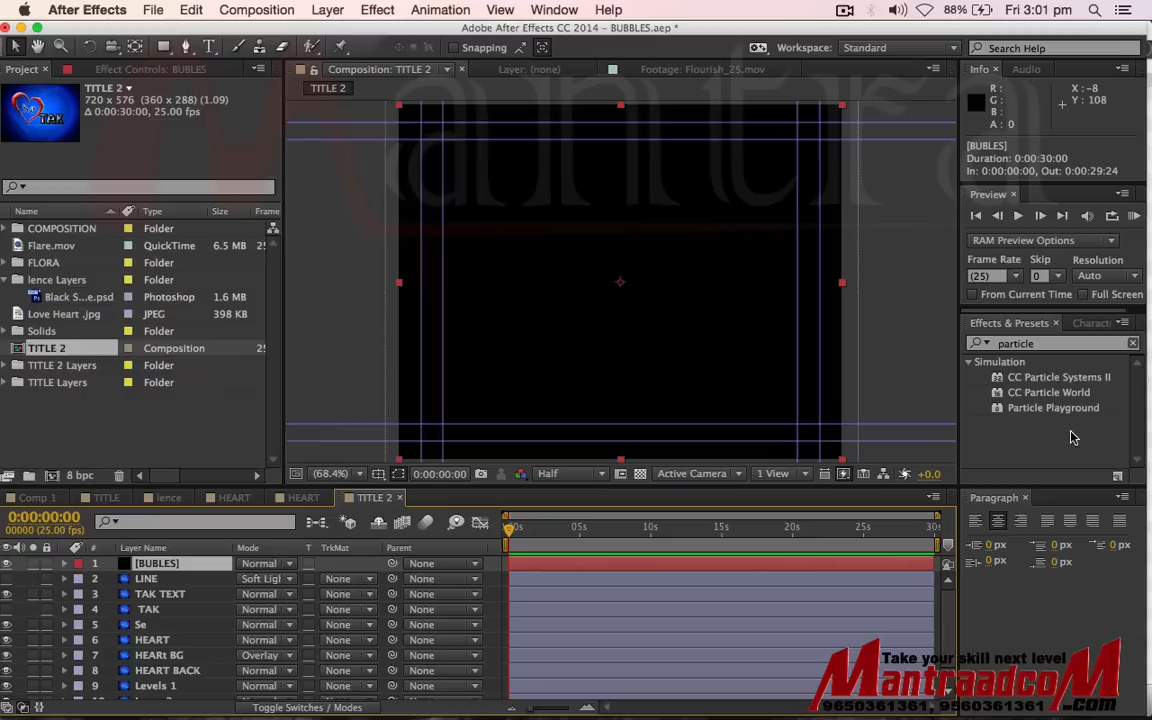 After Effects File Edit Composition Layer Effect Animation View Window Help 88% Fri 3:01 pm
Adobe After Effects CC 2014 – BUBBLES.aep *
Snapping Workspace: Standard Search Help
Project Effect Controls: BUBLES Composition: TITLE 2 Layer: (none) Footage: Flourish_25.mov Info Audio
TITLE 2
720 x 576 (360 x 288) (1.09)
Δ 0:00:30:00, 25.00 fps
TAK
TITLE 2
R:
G:
B:
A: 0
X: -8
Y: 108
[BUBLES]
Duration: 0:00:30:00
In: 0:00:00:00, Out: 0:00:29:24
Name Type Size Frame
COMPOSITION Folder
Flare.mov QuickTime 6.5 MB 25
FLORA Folder
lence Layers Folder
Black S...e.psd Photoshop 1.6 MB
Love Heart .jpg JPEG 398 KB
Solids Folder
TITLE 2 Composition 25
TITLE 2 Layers Folder
TITLE Layers Folder
8 bpc
Preview
RAM Preview Options
Frame Rate Skip Resolution
(25) 0 Auto
From Current Time Full Screen
Effects & Presets Charact
particle
Simulation
CC Particle Systems II
CC Particle World
Particle Playground
(68.4%) 0:00:00:00 Half Active Camera 1 View +0.0
Comp 1 TITLE lence HEART HEART TITLE 2
0:00:00:00
00000 (25.00 fps)
00s 05s 10s 15s 20s 25s 30s
# Layer Name Mode T TrkMat Parent
1 [BUBLES] Normal None
2 LINE Soft Lig None None
3 TAK TEXT Normal None None
4 TAK Normal None None
5 Se Normal None None
6 HEART Normal None None
7 HEARt BG Overlay None None
8 HEART BACK Normal None None
9 Levels 1 Normal None None
Toggle Switches / Modes
Paragraph
0 px 0 px 0 px
0 px 0 px
Take your skill next level
MantraadcoM
9650361361, 9560361361 .com